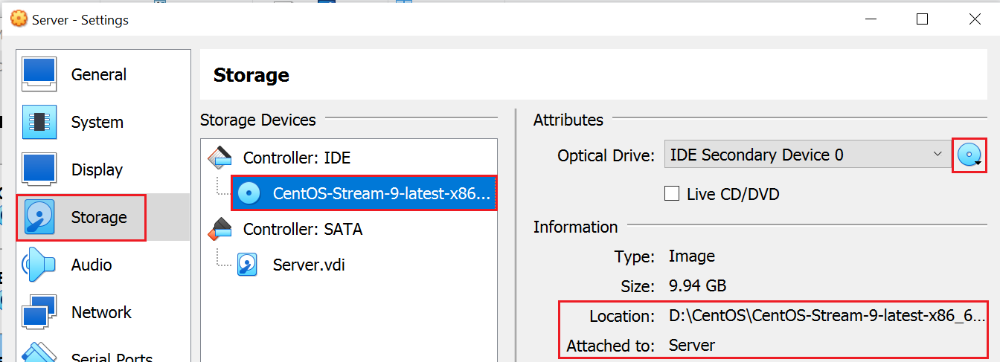 Server - Settings
General
System
Display
Storage
Audio
Network
Serial Ports
Storage
Storage Devices
Controller: IDE
CentOS-Stream-9-latest-x86...
Controller: SATA
Server.vdi
Attributes
Optical Drive: IDE Secondary Device 0
Live CD/DVD
Information
Type: Image
Size: 9.94 GB
Location: D:\CentOS\CentOS-Stream-9-latest-x86_6...
Attached to: Server